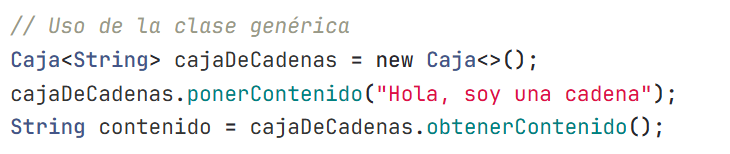 // Uso de la clase genérica
Caja<String> cajaDeCadenas = new Caja<>();
cajaDeCadenas.ponerContenido("Hola, soy una cadena");
String contenido = cajaDeCadenas.obtenerContenido();